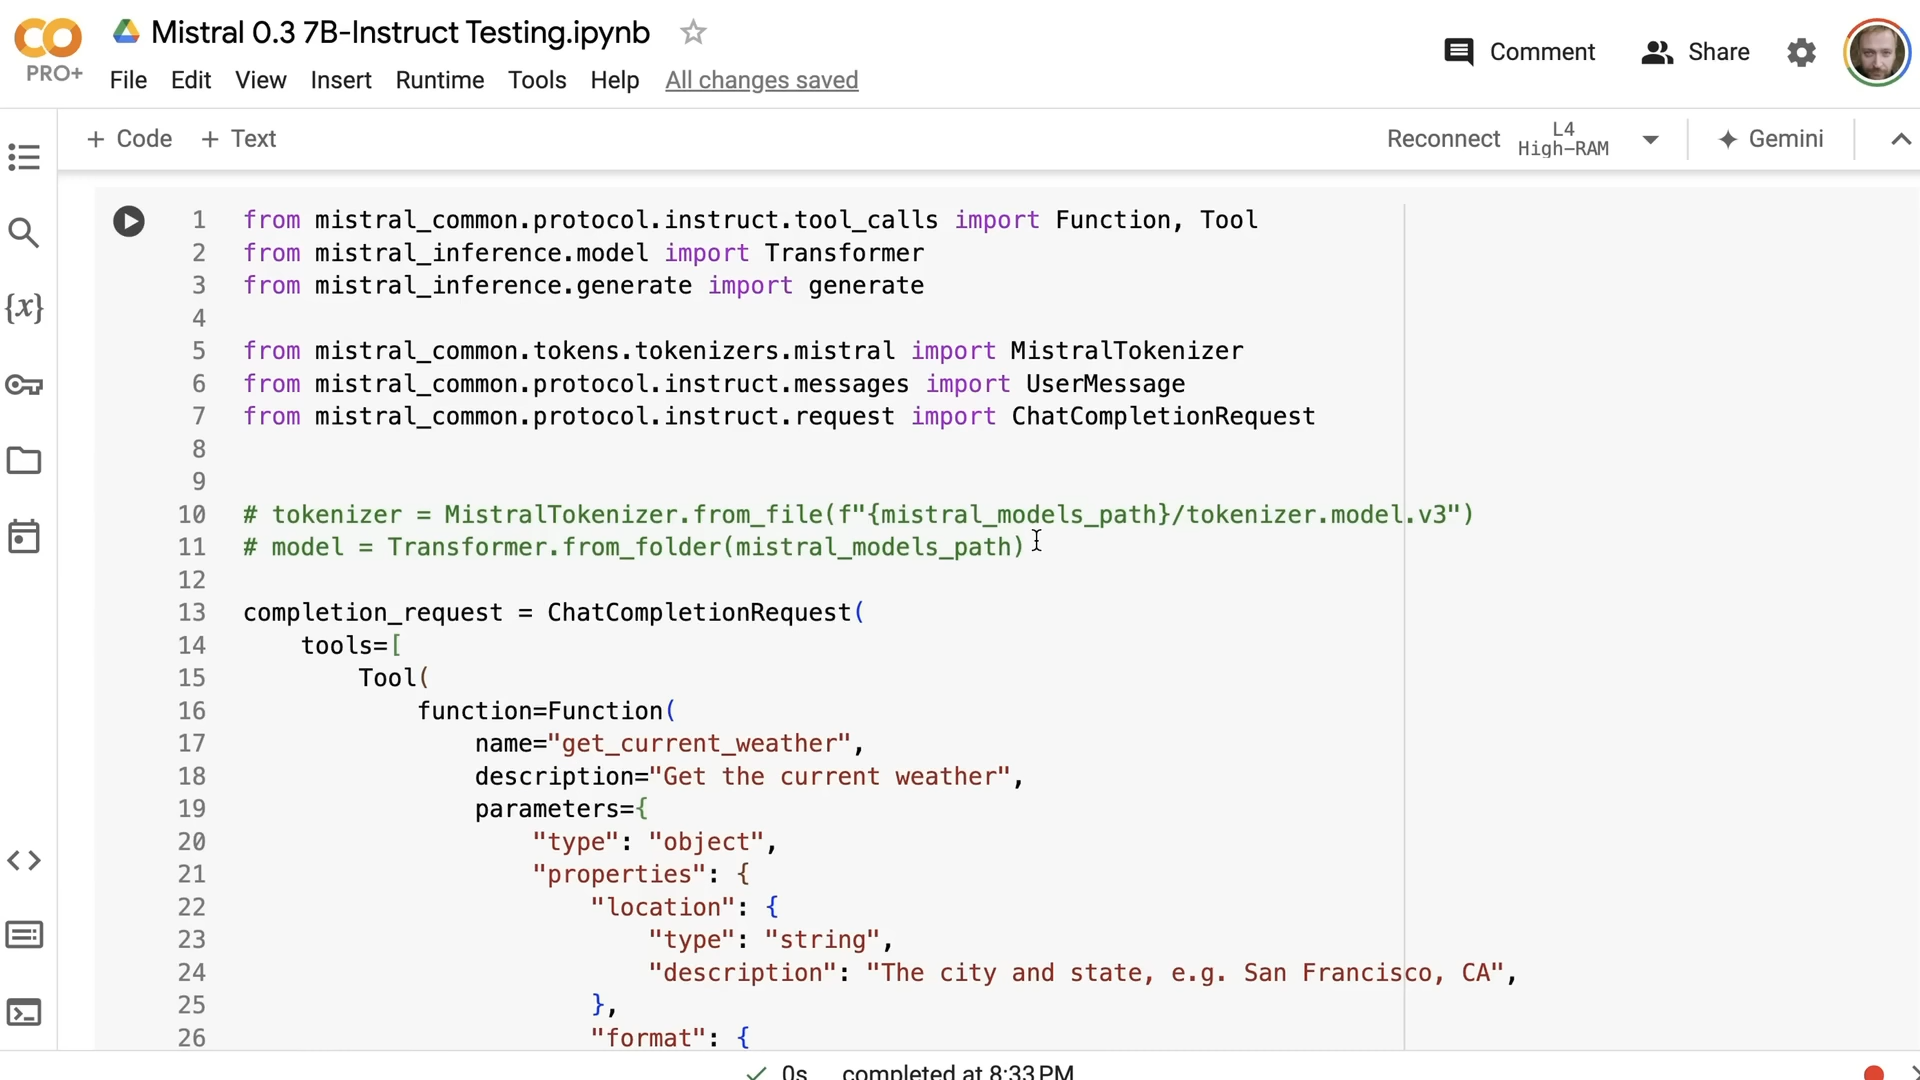 Mistral 0.3 7B-Instruct Testing.ipynb
PRO+
File Edit View Insert Runtime Tools Help All changes saved
Comment Share
+ Code + Text
Reconnect L4 High-RAM Gemini
1 from mistral_common.protocol.instruct.tool_calls import Function, Tool
2 from mistral_inference.model import Transformer
3 from mistral_inference.generate import generate
4
5 from mistral_common.tokens.tokenizers.mistral import MistralTokenizer
6 from mistral_common.protocol.instruct.messages import UserMessage
7 from mistral_common.protocol.instruct.request import ChatCompletionRequest
8
9
10 # tokenizer = MistralTokenizer.from_file(f"{mistral_models_path}/tokenizer.model.v3")
11 # model = Transformer.from_folder(mistral_models_path)
12
13 completion_request = ChatCompletionRequest(
14 tools=[
15 Tool(
16 function=Function(
17 name="get_current_weather",
18 description="Get the current weather",
19 parameters={
20 "type": "object",
21 "properties": {
22 "location": {
23 "type": "string",
24 "description": "The city and state, e.g. San Francisco, CA",
25 },
26 "format": {
0s completed at 8:33 PM